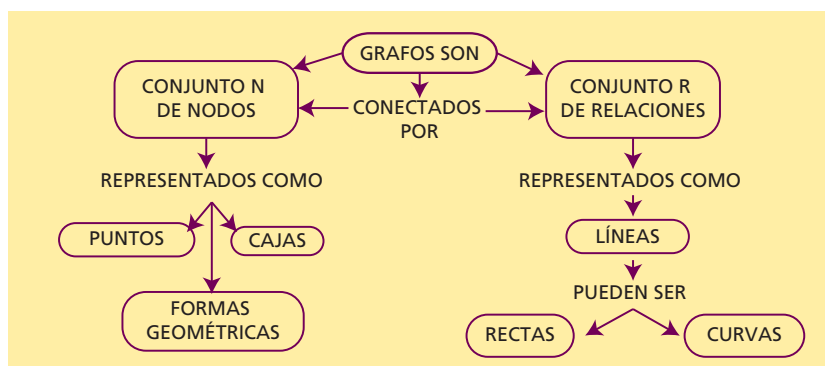 GRAFOS SON
CONJUNTO N
DE NODOS
CONECTADOS
POR
CONJUNTO R
DE RELACIONES
REPRESENTADOS COMO
PUNTOS
CAJAS
FORMAS
GEOMÉTRICAS
REPRESENTADOS COMO
LÍNEAS
PUEDEN SER
RECTAS
CURVAS